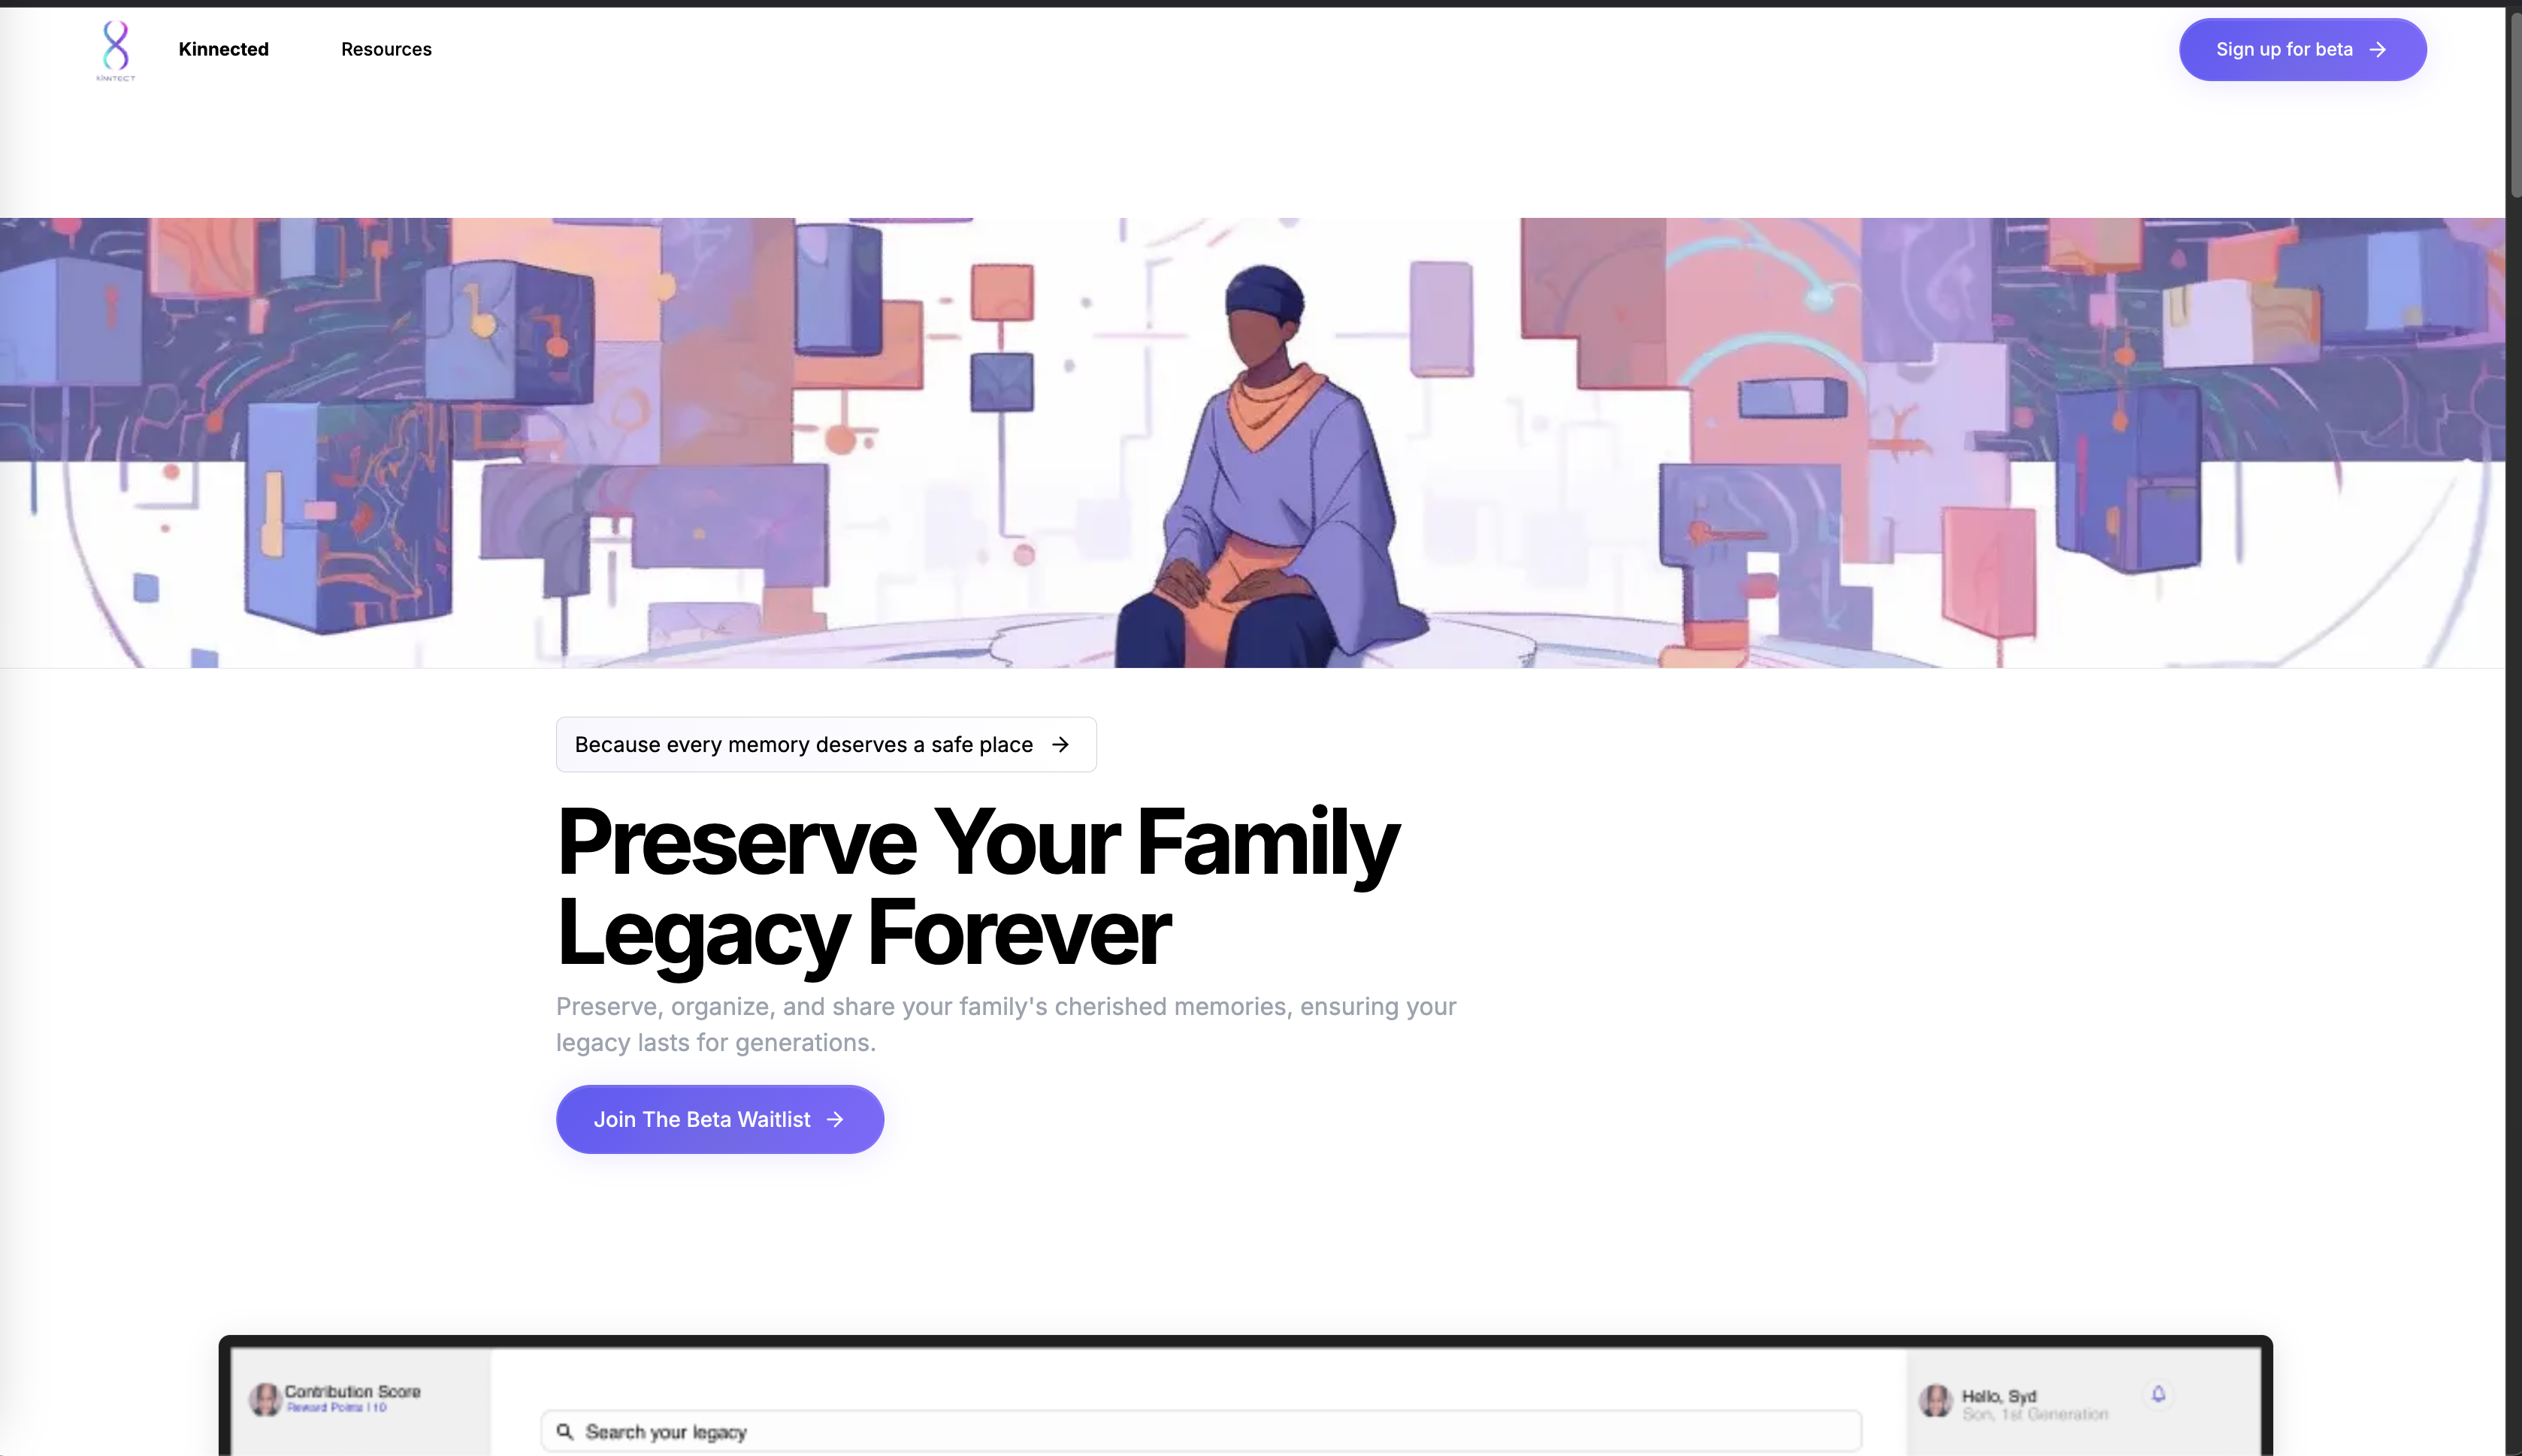 KINNTECT
Kinnected
Resources
Sign up for beta
Because every memory deserves a safe place
Preserve Your Family
Legacy Forever
Preserve, organize, and share your family's cherished memories, ensuring your
legacy lasts for generations.
Join The Beta Waitlist
Contribution Score
Reward Points 110
Search your legacy
Hello, Syd
Son, 1st Generation